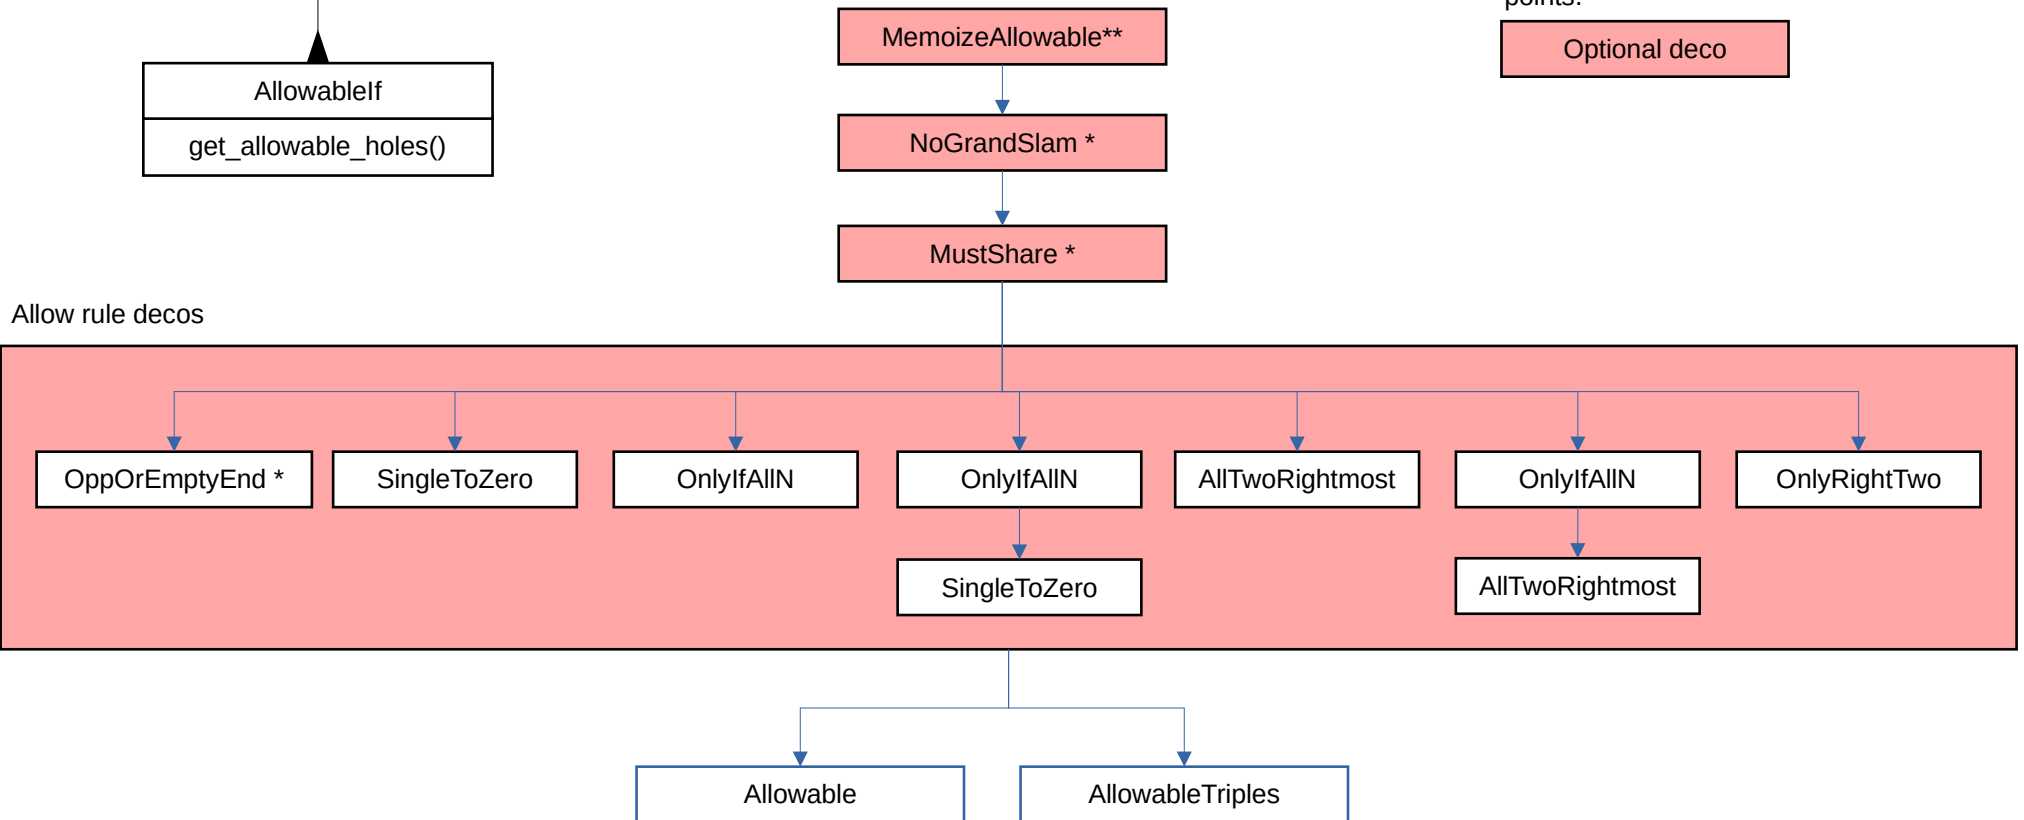 points:
MemoizeAllowable**
Optional deco
AllowableIf
get_allowable_holes()
NoGrandSlam *
MustShare *
Allow rule decos
OppOrEmptyEnd *
SingleToZero
OnlyIfAllN
OnlyIfAllN
AllTwoRightmost
OnlyIfAllN
OnlyRightTwo
SingleToZero
AllTwoRightmost
Allowable
AllowableTriples